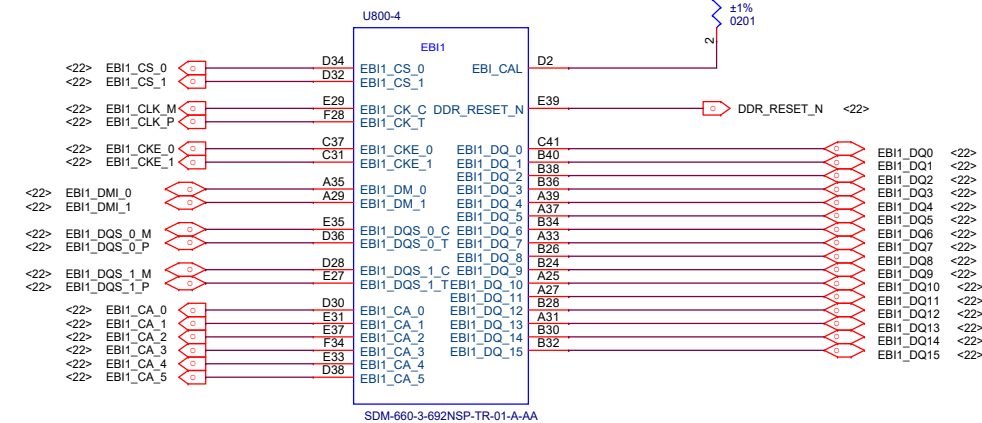 ±1%
0201
2
U800-4
EBI1
<22> EBI1_CS_0 D34 EBI1_CS_0 EBI_CAL D2
<22> EBI1_CS_1 D32 EBI1_CS_1
<22> EBI1_CLK_M E29 EBI1_CK_C DDR_RESET_N E39 DDR_RESET_N <22>
<22> EBI1_CLK_P F28 EBI1_CK_T
<22> EBI1_CKE_0 C37 EBI1_CKE_0 EBI1_DQ_0 C41 EBI1_DQ0 <22>
<22> EBI1_CKE_1 C31 EBI1_CKE_1 EBI1_DQ_1 B40 EBI1_DQ1 <22>
EBI1_DQ_2 B38 EBI1_DQ2 <22>
<22> EBI1_DMI_0 A35 EBI1_DM_0 EBI1_DQ_3 B36 EBI1_DQ3 <22>
<22> EBI1_DMI_1 A29 EBI1_DM_1 EBI1_DQ_4 A39 EBI1_DQ4 <22>
EBI1_DQ_5 A37 EBI1_DQ5 <22>
<22> EBI1_DQS_0_M E35 EBI1_DQS_0_C EBI1_DQ_6 B34 EBI1_DQ6 <22>
<22> EBI1_DQS_0_P D36 EBI1_DQS_0_T EBI1_DQ_7 A33 EBI1_DQ7 <22>
EBI1_DQ_8 B26 EBI1_DQ8 <22>
<22> EBI1_DQS_1_M D28 EBI1_DQS_1_C EBI1_DQ_9 B24 EBI1_DQ9 <22>
<22> EBI1_DQS_1_P E27 EBI1_DQS_1_T EBI1_DQ_10 A25 EBI1_DQ10 <22>
EBI1_DQ_11 A27 EBI1_DQ11 <22>
<22> EBI1_CA_0 D30 EBI1_CA_0 EBI1_DQ_12 B28 EBI1_DQ12 <22>
<22> EBI1_CA_1 E31 EBI1_CA_1 EBI1_DQ_13 A31 EBI1_DQ13 <22>
<22> EBI1_CA_2 E37 EBI1_CA_2 EBI1_DQ_14 B30 EBI1_DQ14 <22>
<22> EBI1_CA_3 F34 EBI1_CA_3 EBI1_DQ_15 B32 EBI1_DQ15 <22>
<22> EBI1_CA_4 E33 EBI1_CA_4
<22> EBI1_CA_5 D38 EBI1_CA_5
SDM-660-3-692NSP-TR-01-A-AA